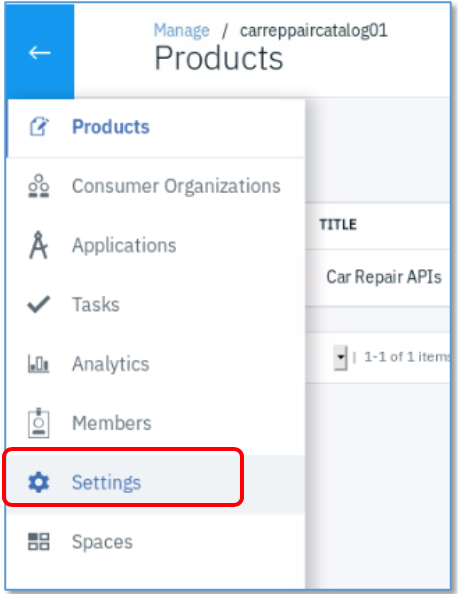 Manage / carreppaircatalog01
Products
Products
Consumer Organizations
TITLE
Applications
Car Repair APIs
Tasks
| 1-1 of 1 items
Analytics
Members
Settings
Spaces